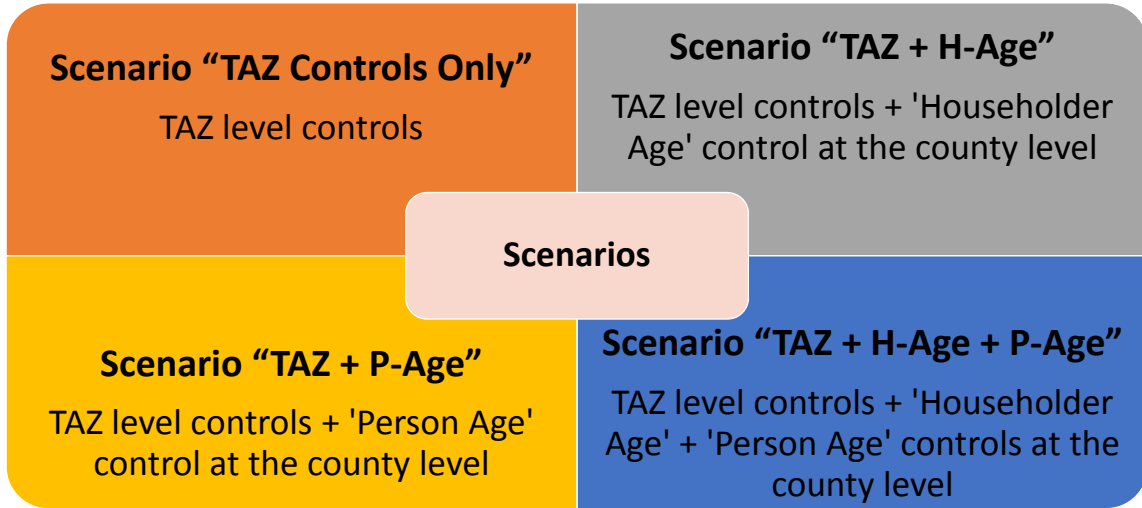 Scenario “TAZ Controls Only”
TAZ level controls
Scenario “TAZ + H-Age”
TAZ level controls + 'Householder
Age' control at the county level
Scenarios
Scenario “TAZ + P-Age”
TAZ level controls + 'Person Age'
control at the county level
Scenario “TAZ + H-Age + P-Age”
TAZ level controls + 'Householder
Age' + 'Person Age' controls at the
county level